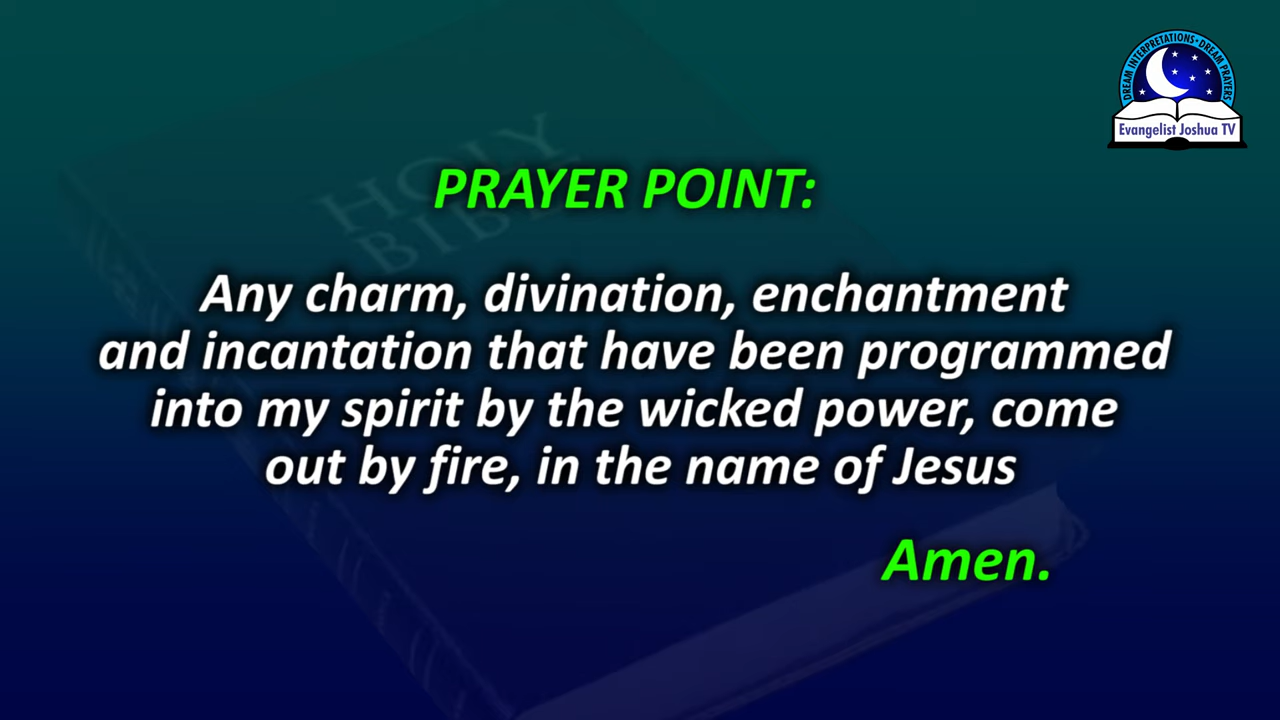 DREAM INTERPRETATIONS • DREAM PRAYERS
Evangelist Joshua TV
HOLY
BIBLE
PRAYER POINT:
Any charm, divination, enchantment
and incantation that have been programmed
into my spirit by the wicked power, come
out by fire, in the name of Jesus
Amen.